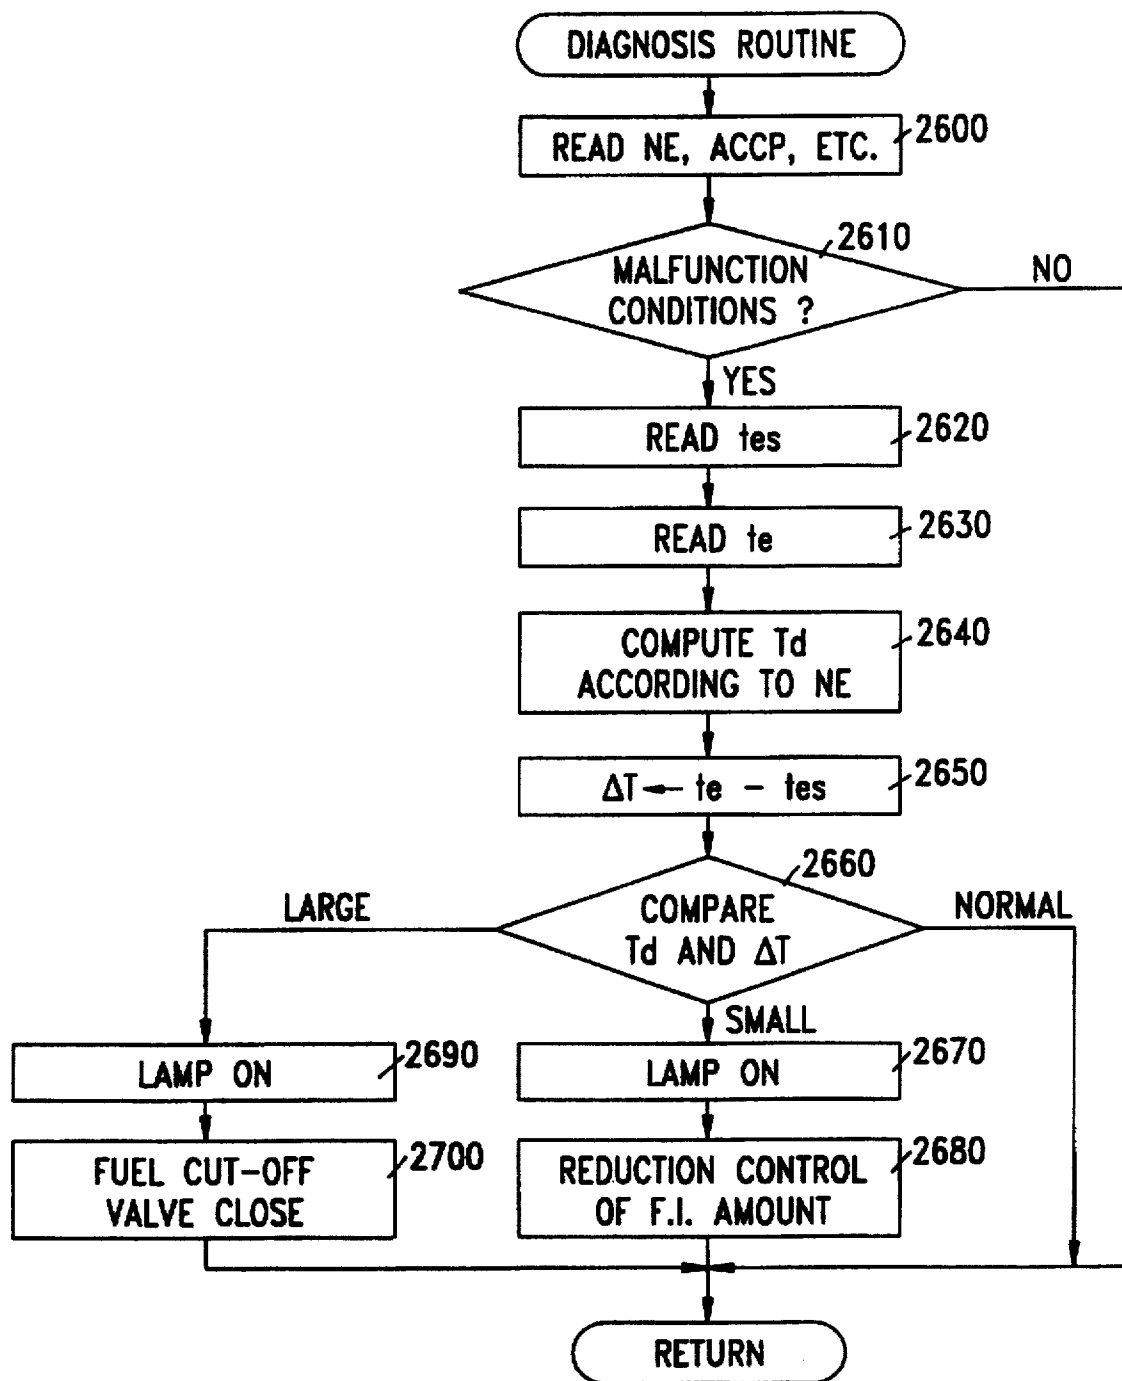 DIAGNOSIS ROUTINE
READ NE, ACCP, ETC.
2600
MALFUNCTION
CONDITIONS ?
2610
NO
YES
READ tes
2620
READ te
2630
COMPUTE Td
ACCORDING TO NE
2640
ΔT ← te - tes
2650
COMPARE
Td AND ΔT
2660
LARGE
NORMAL
SMALL
LAMP ON
2690
LAMP ON
2670
FUEL CUT-OFF
VALVE CLOSE
2700
REDUCTION CONTROL
OF F.I. AMOUNT
2680
RETURN